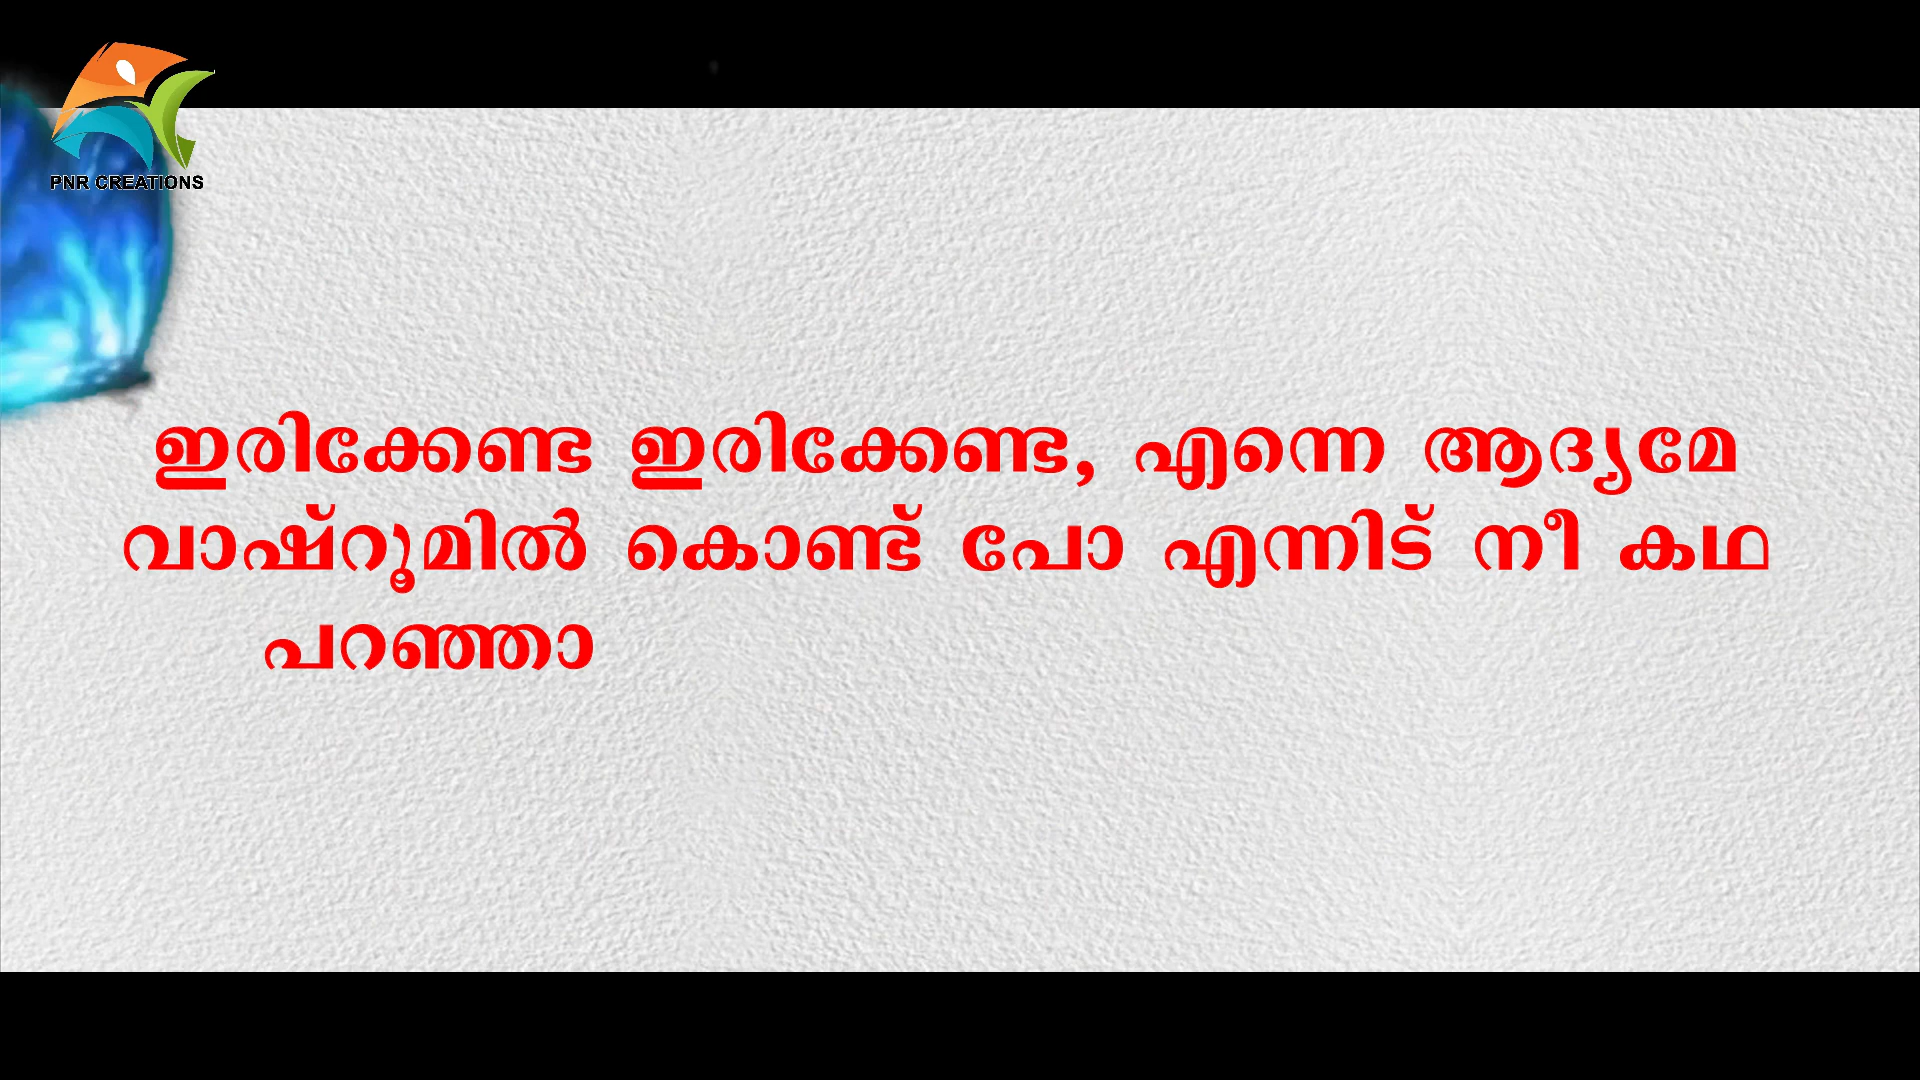 PNR CREATIONS
ഇരിക്കേണ്ട ഇരിക്കേണ്ട, എന്നെ ആദ്യമേ
വാഷ്റൂമിൽ കൊണ്ട് പോ എന്നിട് നീ കഥ
പറഞ്ഞാ